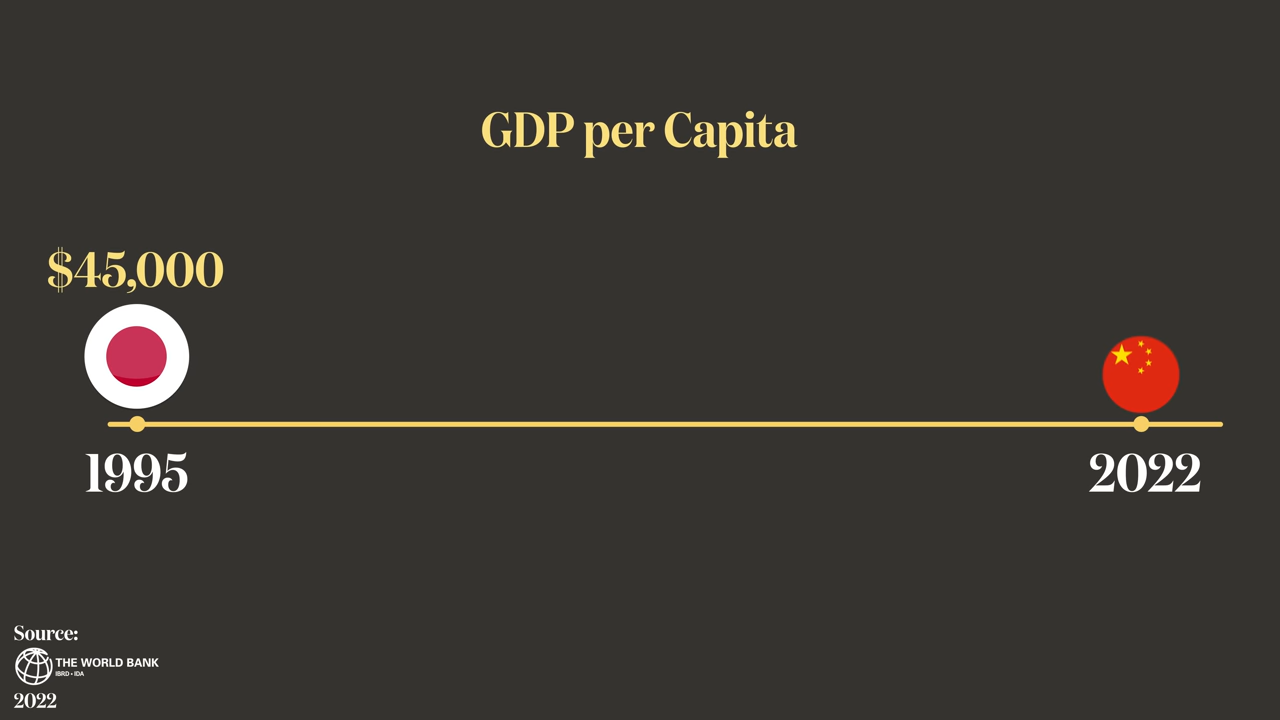 GDP per Capita
$45,000
1995
2022
Source:
THE WORLD BANK
IBRD • IDA
2022